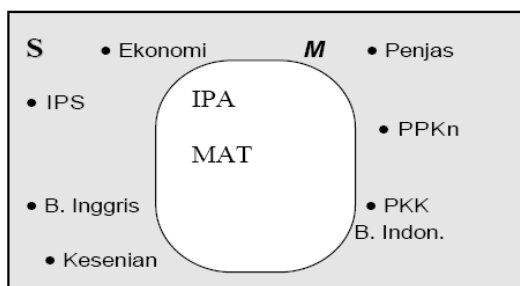 S • Ekonomi M • Penjas
• IPS IPA
• PPKn
MAT
• B. Inggris • PKK
B. Indon.
• Kesenian